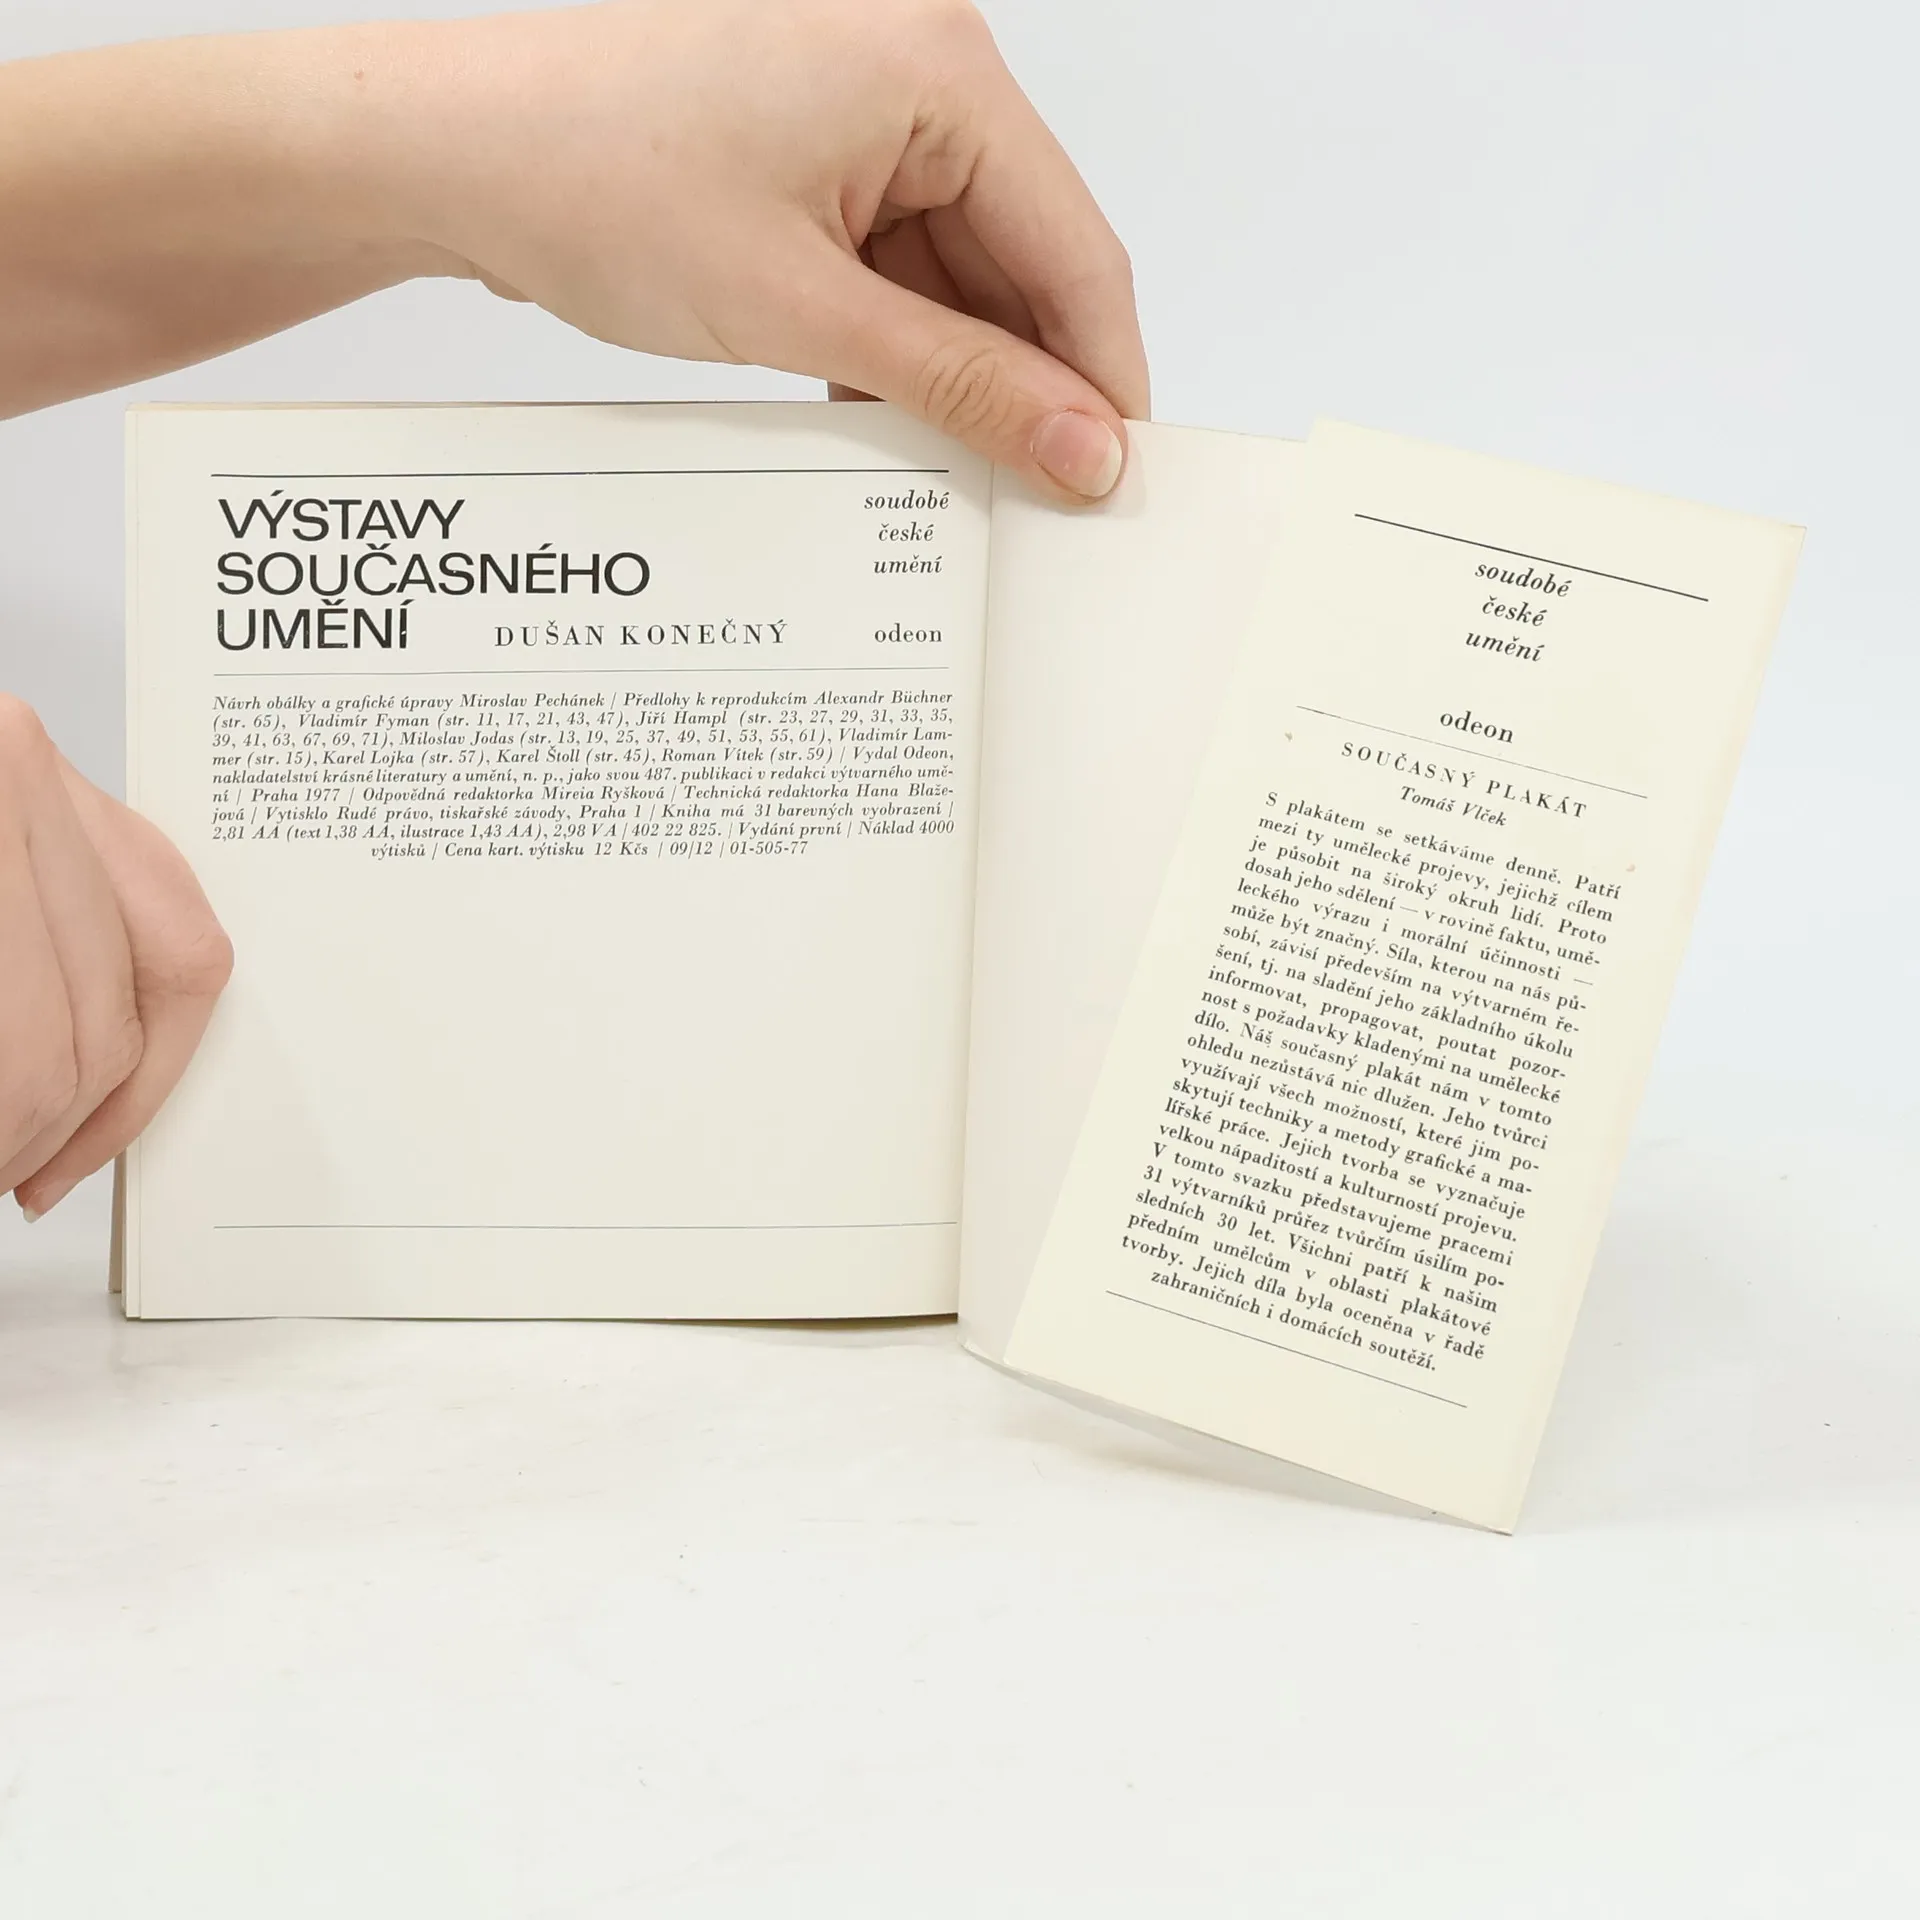 VÝSTAVY
SOUČASNÉHO
UMĚNÍ
DUŠAN KONEČNÝ
soudobé
české
umění
odeon
Návrh obálky a grafické úpravy Miroslav Pechánek | Předlohy k reprodukcím Alexandr Büchner
(str. 65), Vladimír Fyman (str. 11, 17, 21, 43, 47), Jiří Hampl (str. 23, 27, 29, 31, 33, 35,
39, 41, 63, 67, 69, 71), Miloslav Jodas (str. 13, 19, 25, 37, 49, 51, 53, 55, 61), Vladimír Lam-
mer (str. 15), Karel Lojka (str. 57), Karel Štoll (str. 45), Roman Vítek (str. 59) | Vydal Odeon,
nakladatelství krásné literatury a umění, n. p., jako svou 487. publikaci v redakci výtvarného umě-
ní | Praha 1977 | Odpovědná redaktorka Mireia Ryšková | Technická redaktorka Hana Blaže-
jová | Vytisklo Rudé právo, tiskařské závody, Praha 1 | Kniha má 31 barevných vyobrazení |
2,81 AA (text 1,38 AA, ilustrace 1,43 AA), 2,98 VA | 402 22 825. | Vydání první | Náklad 4000
výtisků | Cena kart. výtisku 12 Kčs | 09/12 | 01-505-77
soudobé
české
umění
odeon
SOUČASNÝ PLAKÁT
Tomáš Vlček
S plakátem se setkáváme denně. Patří
mezi ty umělecké projevy, jejichž cílem
je působit na široký okruh lidí. Proto
dosah jeho sdělení — v rovině faktu, umě-
leckého výrazu i morální účinnosti —
může být značný. Síla, kterou na nás pů-
sobí, závisí především na výtvarném ře-
šení, tj. na sladění jeho základního úkolu
informovat, propagovat, poutat pozor-
nost s požadavky kladenými na umělecké
dílo. Náš současný plakát nám v tomto
ohledu nezůstává nic dlužen. Jeho tvůrci
využívají všech možností, které jim po-
skytují techniky a metody grafické a ma-
lířské práce. Jejich tvorba se vyznačuje
velkou nápaditostí a kulturností projevu.
V tomto svazku představujeme pracemi
31 výtvarníků průřez tvůrčím úsilím po-
sledních 30 let. Všichni patří k našim
předním umělcům v oblasti plakátové
tvorby. Jejich díla byla oceněna v řadě
zahraničních i domácích soutěží.